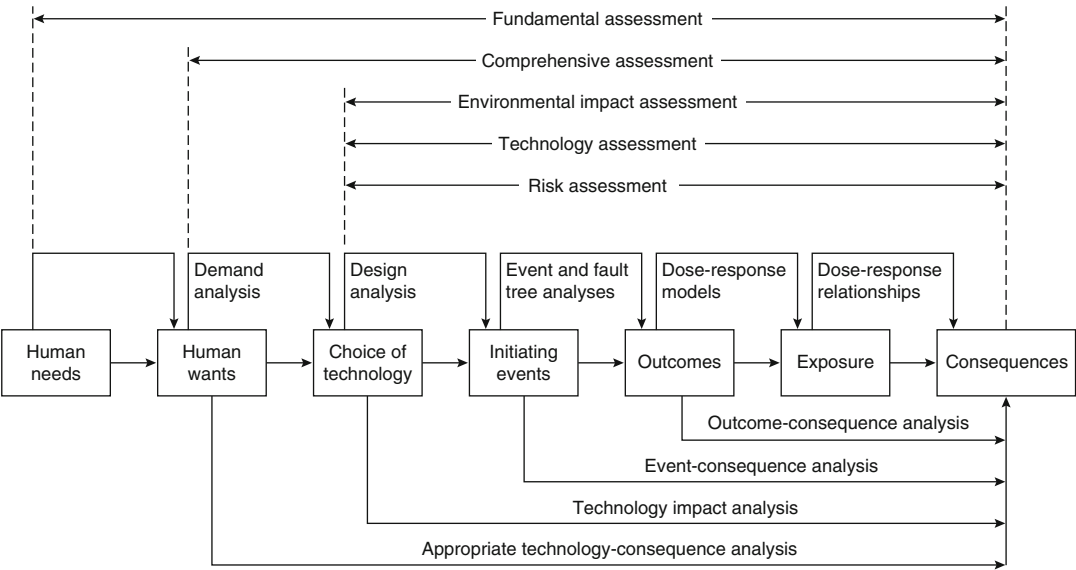 Fundamental assessment
Comprehensive assessment
Environmental impact assessment
Technology assessment
Risk assessment
Demand
analysis
Design
analysis
Event and fault
tree analyses
Dose-response
models
Dose-response
relationships
Human
needs
Human
wants
Choice of
technology
Initiating
events
Outcomes
Exposure
Consequences
Outcome-consequence analysis
Event-consequence analysis
Technology impact analysis
Appropriate technology-consequence analysis